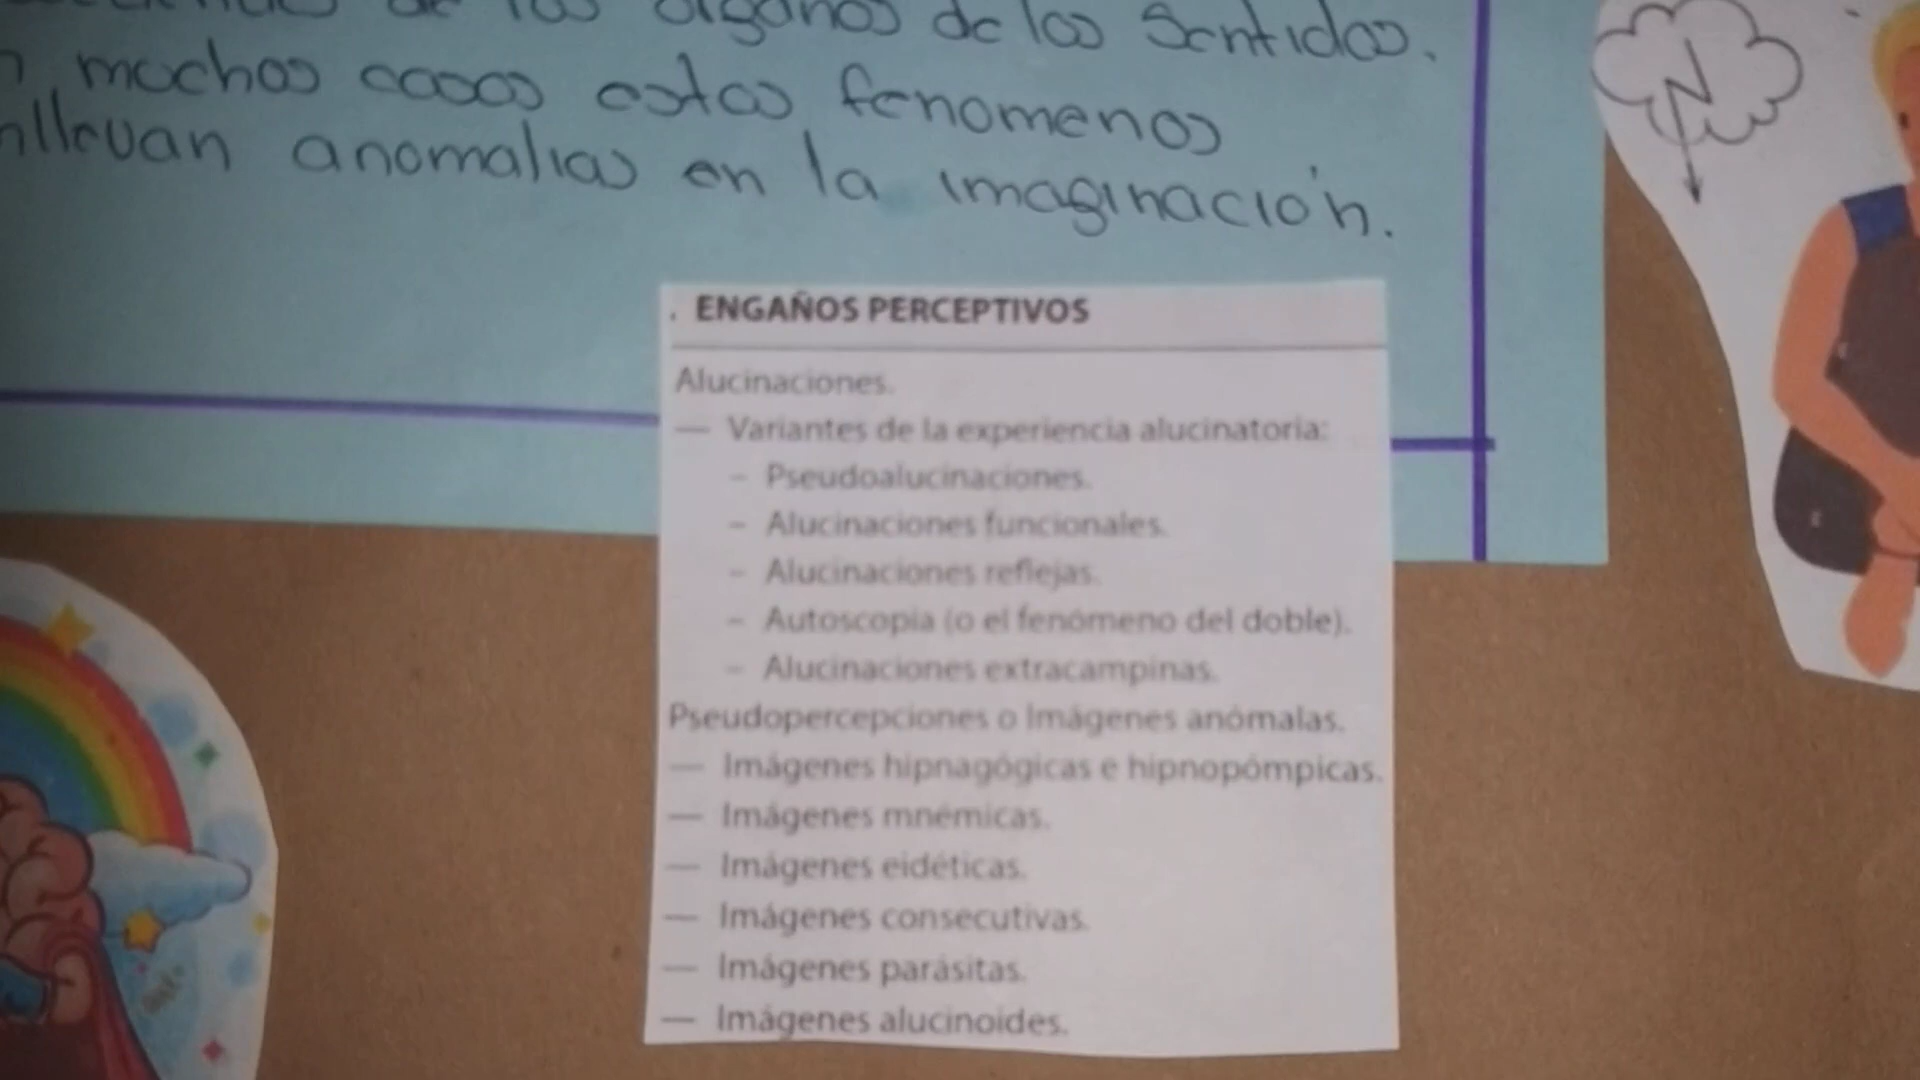 de los órganos de los Sentidos.
muchos casos estos fenomenos
llevan anomalias en la imaginación.
. ENGAÑOS PERCEPTIVOS
Alucinaciones.
— Variantes de la experiencia alucinatoria:
– Pseudoalucinaciones.
– Alucinaciones funcionales.
– Alucinaciones reflejas.
– Autoscopia (o el fenómeno del doble).
– Alucinaciones extracampinas.
Pseudopercepciones o Imágenes anómalas.
— Imágenes hipnagógicas e hipnopómpicas.
— Imágenes mnémicas.
— Imágenes eidéticas.
— Imágenes consecutivas.
— Imágenes parásitas.
— Imágenes alucinoides.